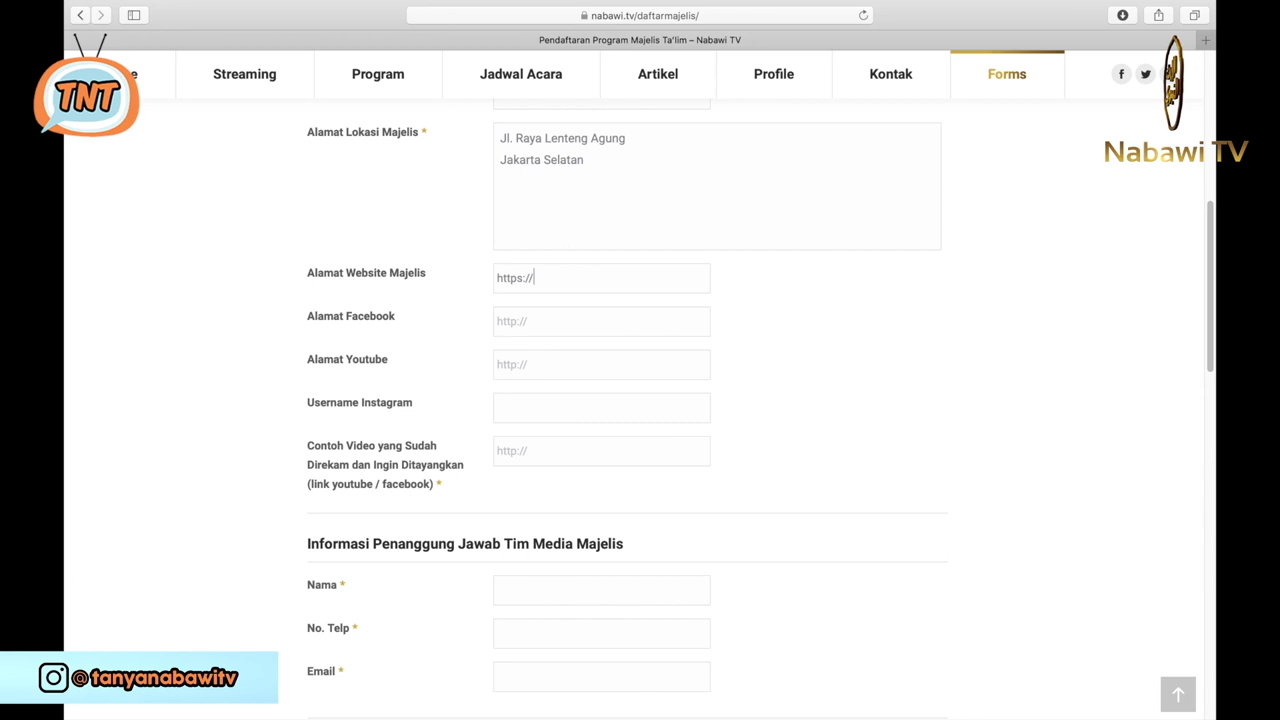 nabawi.tv/daftarmajelis/
Pendaftaran Program Majelis Ta'lim – Nabawi TV
TNT
Streaming
Program
Jadwal Acara
Artikel
Profile
Kontak
Forms
Nabawi TV
Alamat Lokasi Majelis *
Jl. Raya Lenteng Agung
Jakarta Selatan
Alamat Website Majelis
https://
Alamat Facebook
http://
Alamat Youtube
http://
Username Instagram
Contoh Video yang Sudah
Direkam dan Ingin Ditayangkan
(link youtube / facebook) *
http://
Informasi Penanggung Jawab Tim Media Majelis
Nama *
No. Telp *
Email *
@tanyanabawitv